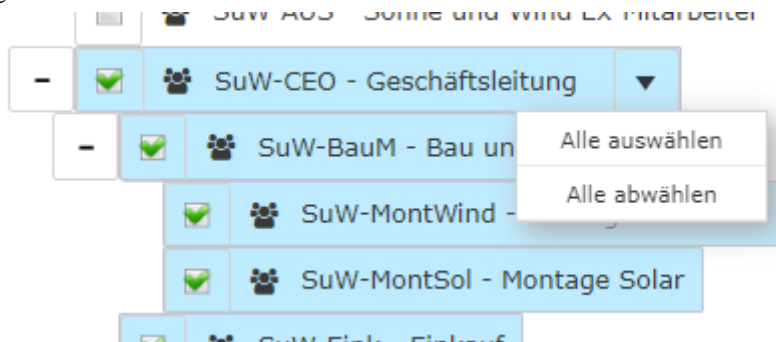 SuW-AUS - Sonne und Wind Ex Mitarbeiter
SuW-CEO - Geschäftsleitung
SuW-BauM - Bau un
Alle auswählen
Alle abwählen
SuW-MontWind -
SuW-MontSol - Montage Solar
SuW-Eink - Einkauf